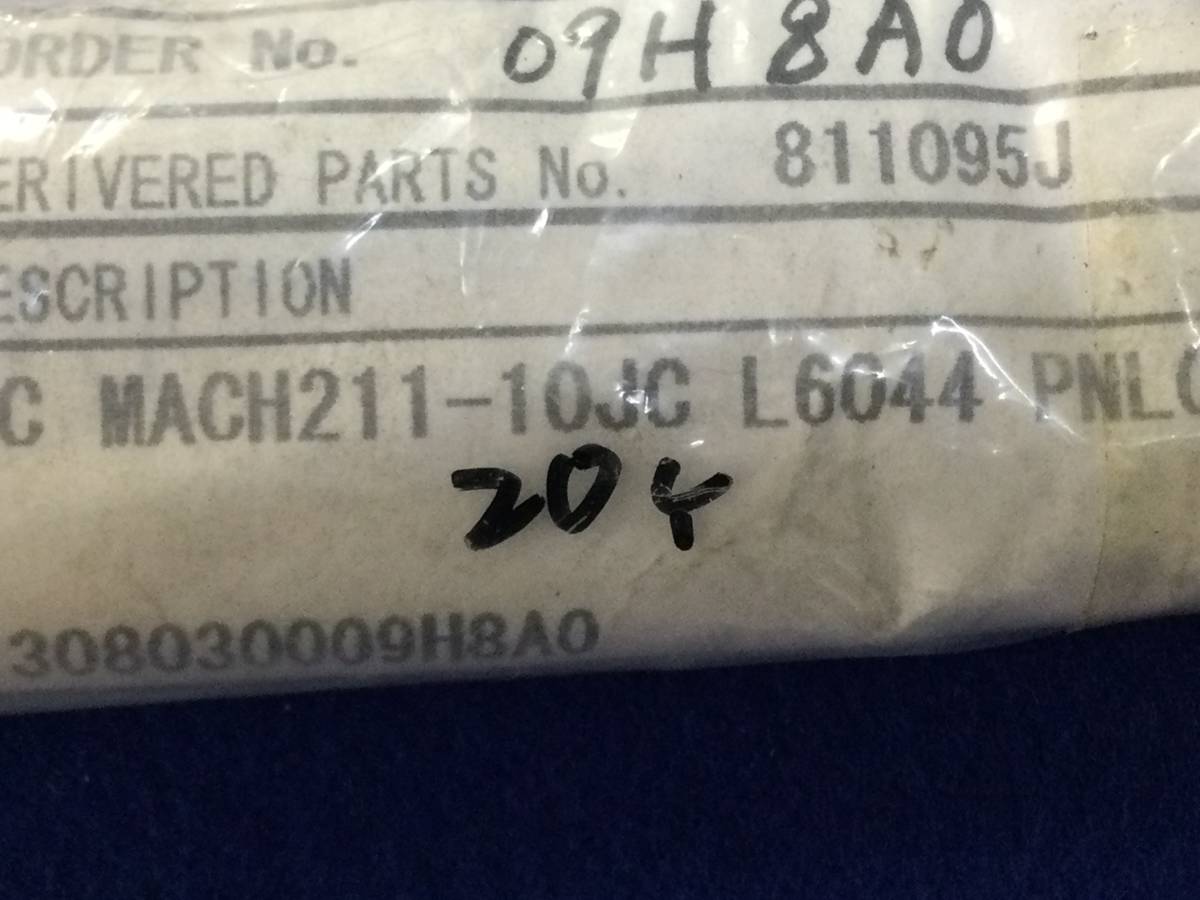 ORDER No. 09H8A0
ERIVERED PARTS No. 811095J
ESCRIPTION
C MACH211-10JC L6044 PNLC
204
308030009H8A0